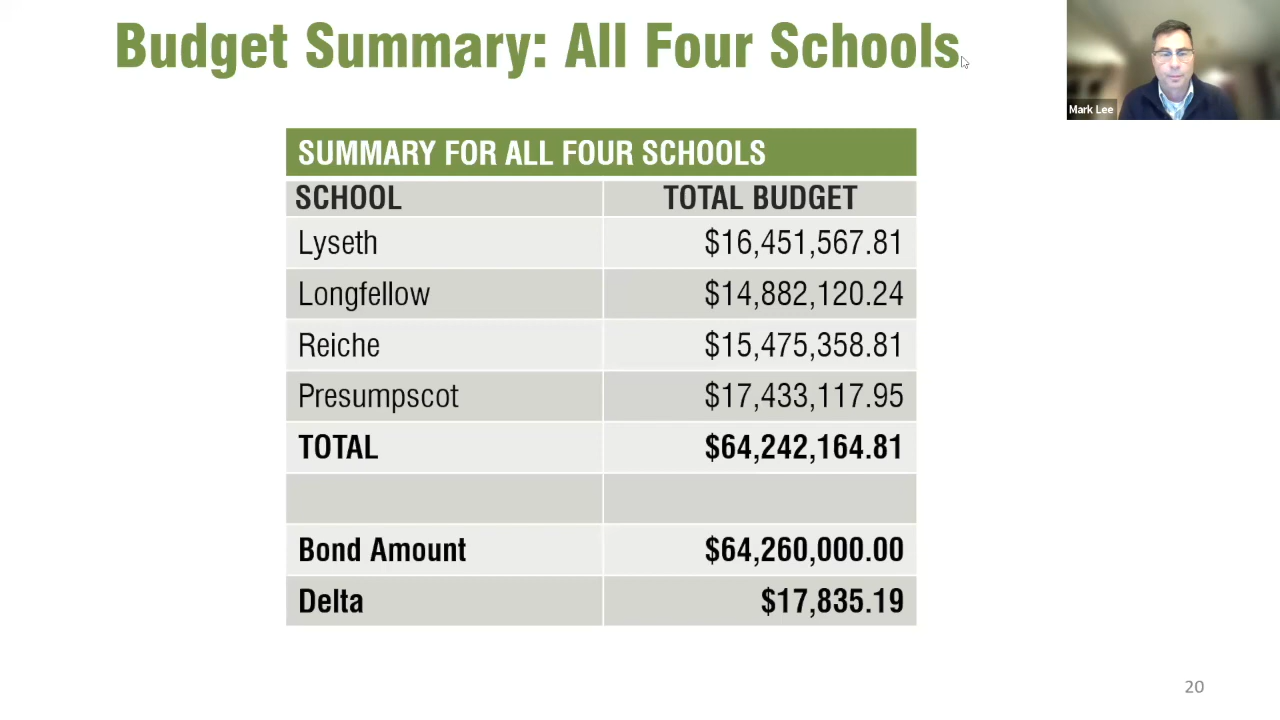 Budget Summary: All Four Schools
Mark Lee
SUMMARY FOR ALL FOUR SCHOOLS
SCHOOL TOTAL BUDGET
Lyseth $16,451,567.81
Longfellow $14,882,120.24
Reiche $15,475,358.81
Presumpscot $17,433,117.95
TOTAL $64,242,164.81
Bond Amount $64,260,000.00
Delta $17,835.19
20